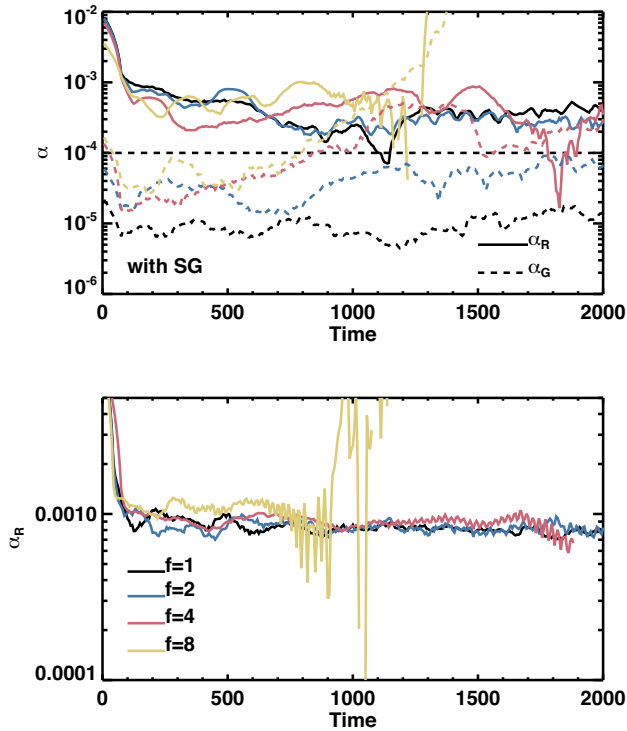 10⁻²
10⁻³
10⁻⁴
10⁻⁵
10⁻⁶
α
with SG
α_R
α_G
0 500 1000 1500 2000
Time
0.0010
0.0001
α_R
f=1
f=2
f=4
f=8
0 500 1000 1500 2000
Time